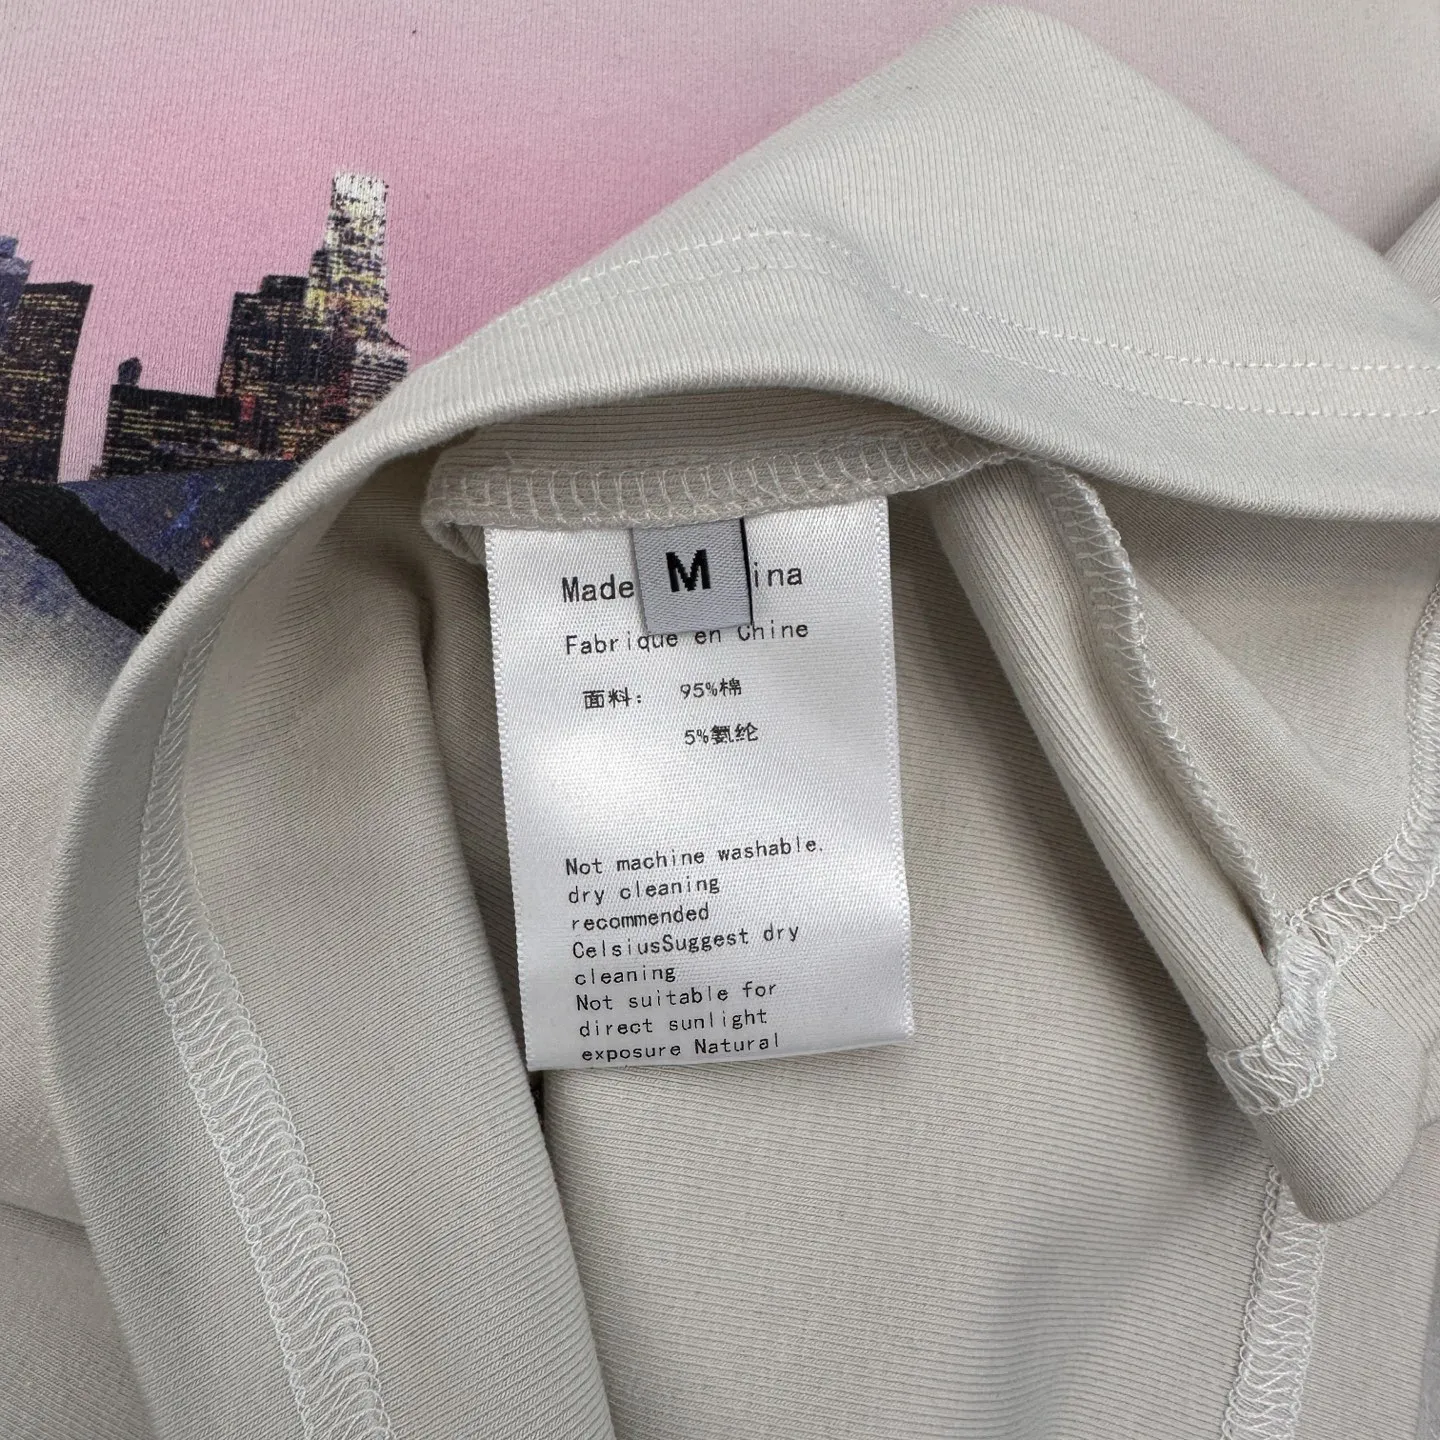 M
Made ina
Fabrique en Chine
面料： 95%棉
5%氨纶
Not machine washable.
dry cleaning
recommended
CelsiusSuggest dry
cleaning
Not suitable for
direct sunlight
exposure Natural